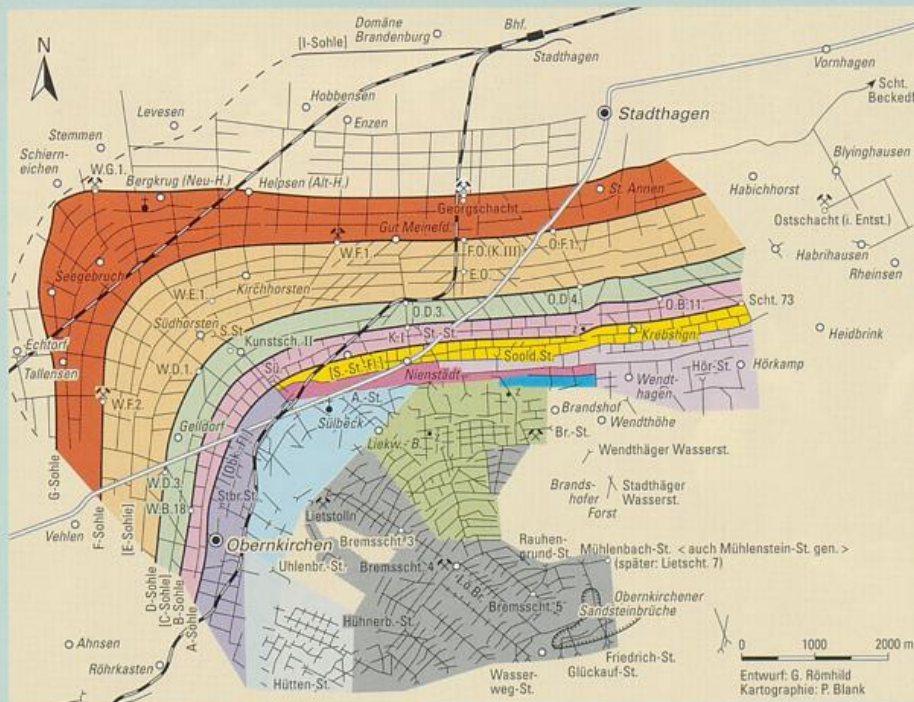 N
[I-Sohle]
Domäne
Brandenburg
Bhf.
Stadthagen
Vornhagen
Levesen
Hobbensen
Enzen
Stadthagen
Scht.
Stemmen
Schiern-
eichen
W.G.1.
Bergkrug (Neu-H.)
Helpsen (Alt-H.)
Georgschacht
St. Annen
Blyinghausen
Habichhorst
Ostschacht (i. Entst.)
Gut Meinefd.
W.F.1.
F.O.(K.III)
O.F.1.
Habrihausen
Rheinsen
Seegebruch
E.O.
Kirchhorsten
W.E.1.
O.D.3.
O.D.4.
O.B.11.
Scht. 73
Südhorsten
S.St.
Kunstsch. II
K-I
St.-St.
z
Krebshgn.
Heidbrink
Echtorf
Tallensen
W.D.1.
Sü.
[S.-St.Fl.]
Soold.St.
Nienstädt
Hör-St.
Hörkamp
Wendt-
hagen
W.F.2.
A.-St.
z
Brandshof
Wendthöhe
Geildorf
Sülbeck
Liekw.-B.
z
Br.-St.
Wendthäger Wasserst.
G-Sohle
W.D.3.
[Obk.Fl.]
Stbr.St.
Brands-
hofer
Forst
Stadthäger
Wasserst.
W.B.18
Lietstolln
Vehlen
F-Sohle
[E-Sohle]
Obernkirchen
Bremsscht.3
Rauhen-
grund-St.
Mühlenbach-St. < auch Mühlenstein-St. gen. >
(später: Lietscht. 7)
Uhlenbr.-St.
Bremsscht.4
Lo.Br.
Bremsscht.5
Obernkirchener
Sandsteinbrüche
D-Sohle
[C-Sohle]
B-Sohle
A-Sohle
Hühnerb.-St.
Ahnsen
Röhrkasten
Hütten-St.
Wasser-
weg-St.
Friedrich-St.
Glückauf-St.
0 1000 2000 m
Entwurf: G. Römhild
Kartographie: P. Blank